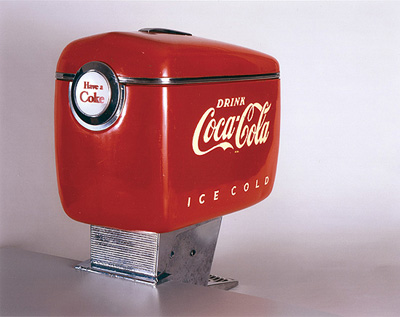 Have a
Coke
DRINK
Coca-Cola
ICE COLD